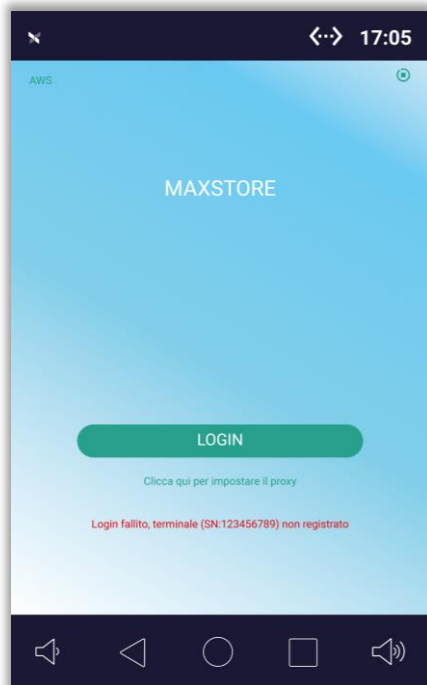 17:05
AWS
MAXSTORE
LOGIN
Clicca qui per impostare il proxy
Login fallito, terminale (SN:123456789) non registrato